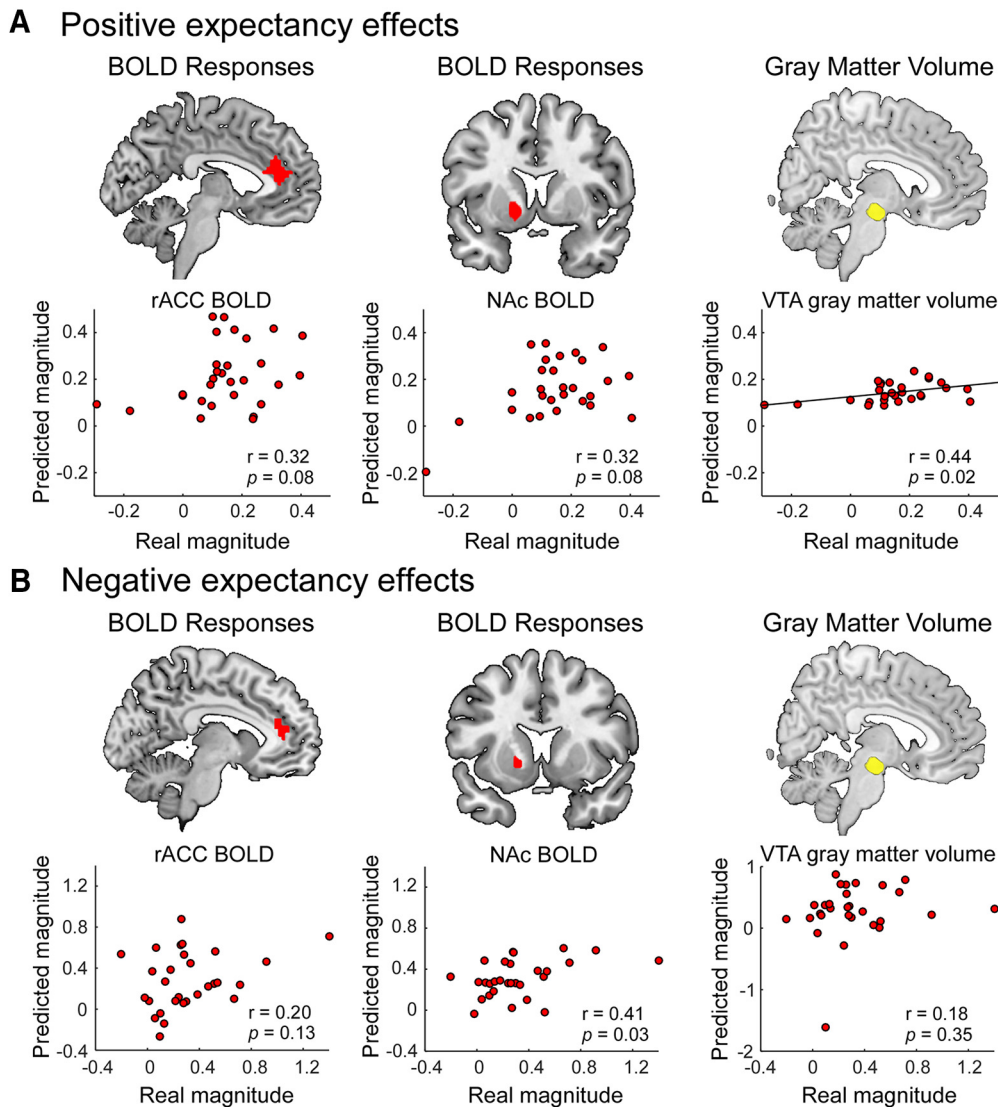 A Positive expectancy effects
BOLD Responses
BOLD Responses
Gray Matter Volume
rACC BOLD
Predicted magnitude
0.4
0.2
0
-0.2
r = 0.32
p = 0.08
-0.2 0 0.2 0.4
Real magnitude
NAc BOLD
Predicted magnitude
0.4
0.2
0
-0.2
r = 0.32
p = 0.08
-0.2 0 0.2 0.4
Real magnitude
VTA gray matter volume
Predicted magnitude
0.4
0.2
0
-0.2
r = 0.44
p = 0.02
-0.2 0 0.2 0.4
Real magnitude
B Negative expectancy effects
BOLD Responses
BOLD Responses
Gray Matter Volume
rACC BOLD
Predicted magnitude
1.2
0.8
0.4
0
-0.4
r = 0.20
p = 0.13
-0.4 0 0.4 0.8 1.2
Real magnitude
NAc BOLD
Predicted magnitude
1.2
0.8
0.4
0
-0.4
r = 0.41
p = 0.03
-0.4 0 0.4 0.8 1.2
Real magnitude
VTA gray matter volume
Predicted magnitude
1
0
1
-2
r = 0.18
p = 0.35
-0.4 0 0.4 0.8 1.2
Real magnitude